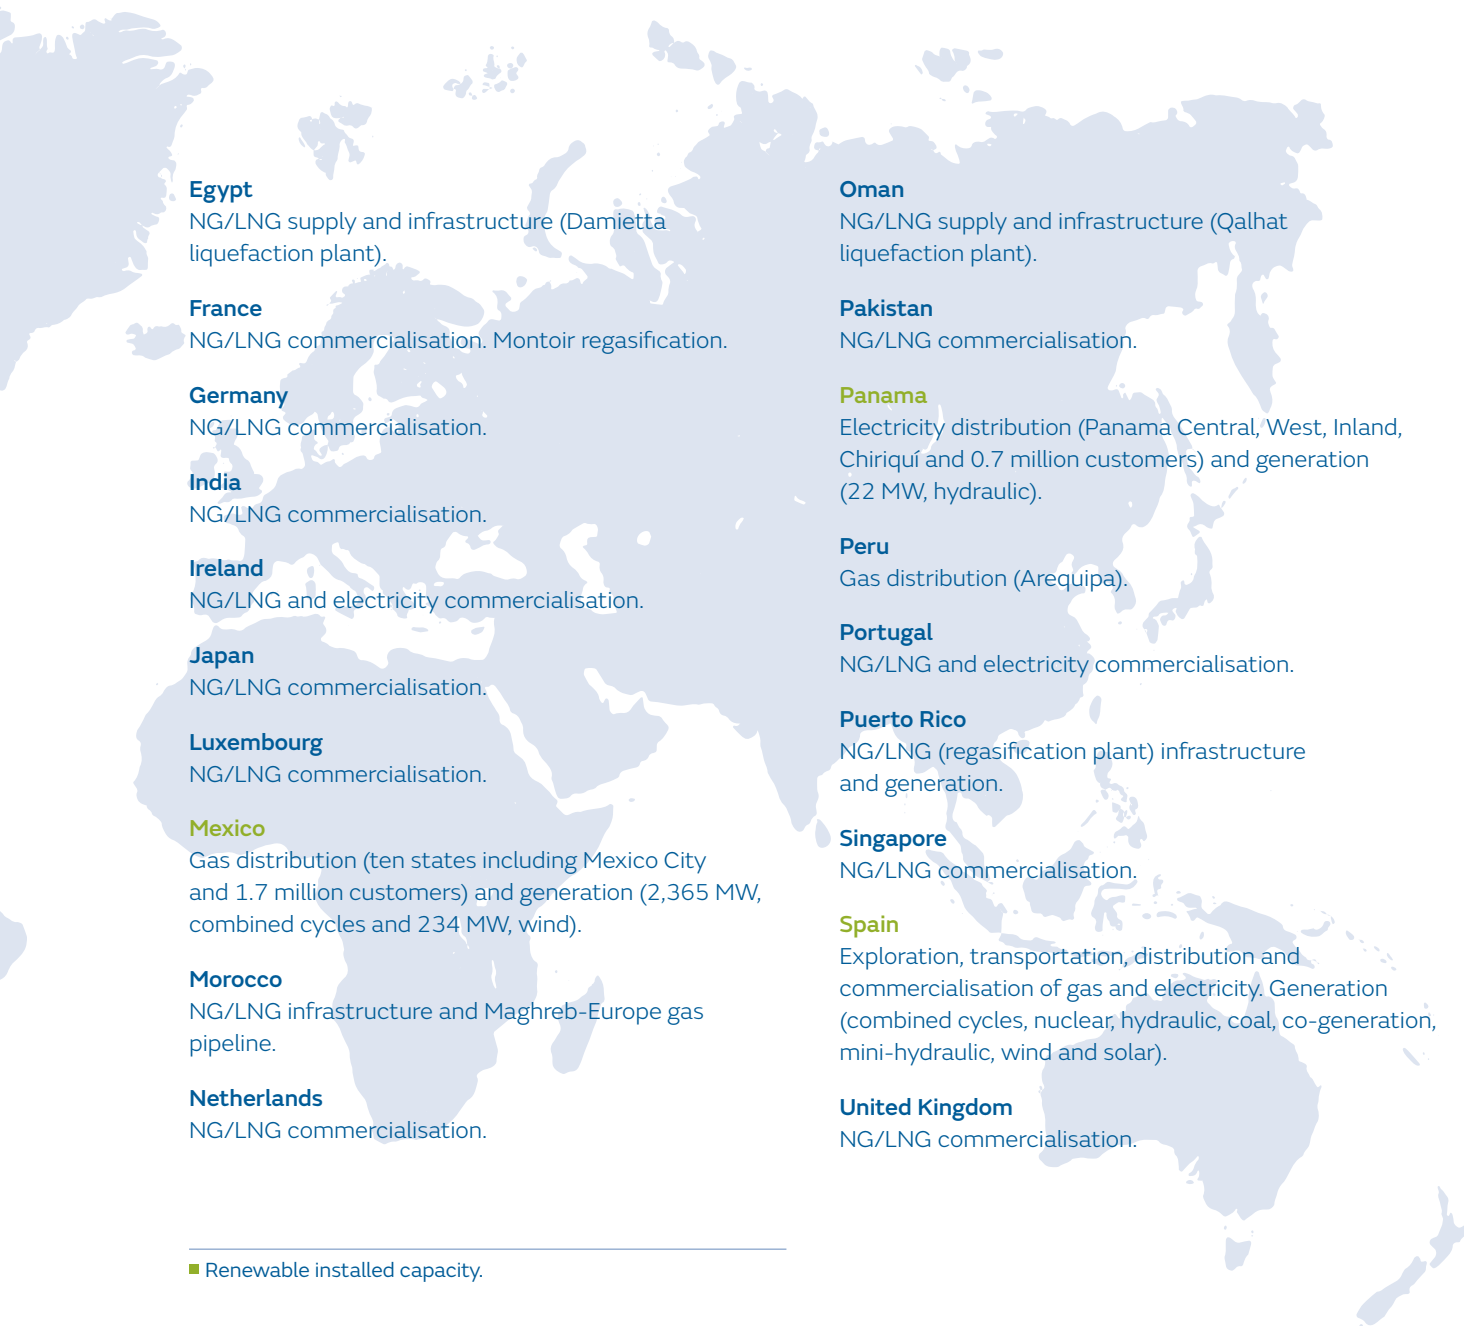 Egypt
NG/LNG supply and infrastructure (Damietta
liquefaction plant).
France
NG/LNG commercialisation. Montoir regasification.
Germany
NG/LNG commercialisation.
India
NG/LNG commercialisation.
Ireland
NG/LNG and electricity commercialisation.
Japan
NG/LNG commercialisation.
Luxembourg
NG/LNG commercialisation.
Mexico
Gas distribution (ten states including Mexico City
and 1.7 million customers) and generation (2,365 MW,
combined cycles and 234 MW, wind).
Morocco
NG/LNG infrastructure and Maghreb-Europe gas
pipeline.
Netherlands
NG/LNG commercialisation.
Oman
NG/LNG supply and infrastructure (Qalhat
liquefaction plant).
Pakistan
NG/LNG commercialisation.
Panama
Electricity distribution (Panama Central, West, Inland,
Chiriquí and 0.7 million customers) and generation
(22 MW, hydraulic).
Peru
Gas distribution (Arequipa).
Portugal
NG/LNG and electricity commercialisation.
Puerto Rico
NG/LNG (regasification plant) infrastructure
and generation.
Singapore
NG/LNG commercialisation.
Spain
Exploration, transportation, distribution and
commercialisation of gas and electricity. Generation
(combined cycles, nuclear, hydraulic, coal, co-generation,
mini-hydraulic, wind and solar).
United Kingdom
NG/LNG commercialisation.
Renewable installed capacity.